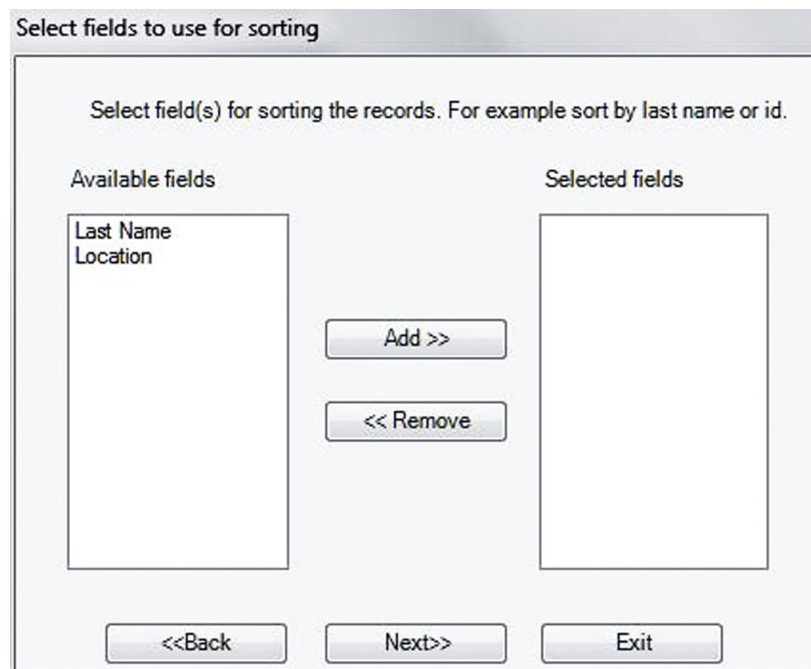 Select fields to use for sorting
Select field(s) for sorting the records. For example sort by last name or id.
Available fields
Selected fields
Last Name
Location
Add >>
<< Remove
<<Back
Next>>
Exit